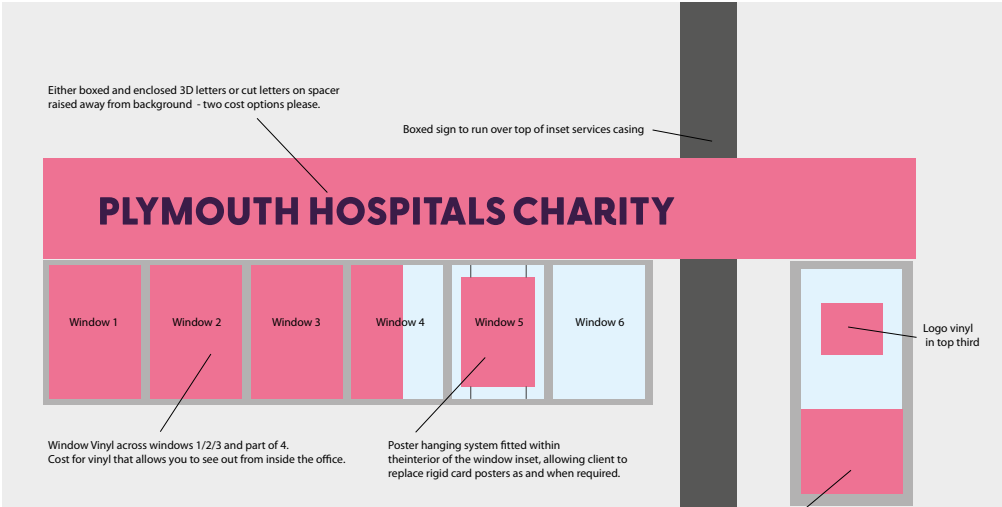 Either boxed and enclosed 3D letters or cut letters on spacer
raised away from background  - two cost options please.
Boxed sign to run over top of inset services casing
PLYMOUTH HOSPITALS CHARITY
Window 1
Window 2
Window 3
Window 4
Window 5
Window 6
Logo vinyl
in top third
Window Vinyl across windows 1/2/3 and part of 4.
Cost for vinyl that allows you to see out from inside the office.
Poster hanging system fitted within
theinterior of the window inset, allowing client to
replace rigid card posters as and when required.